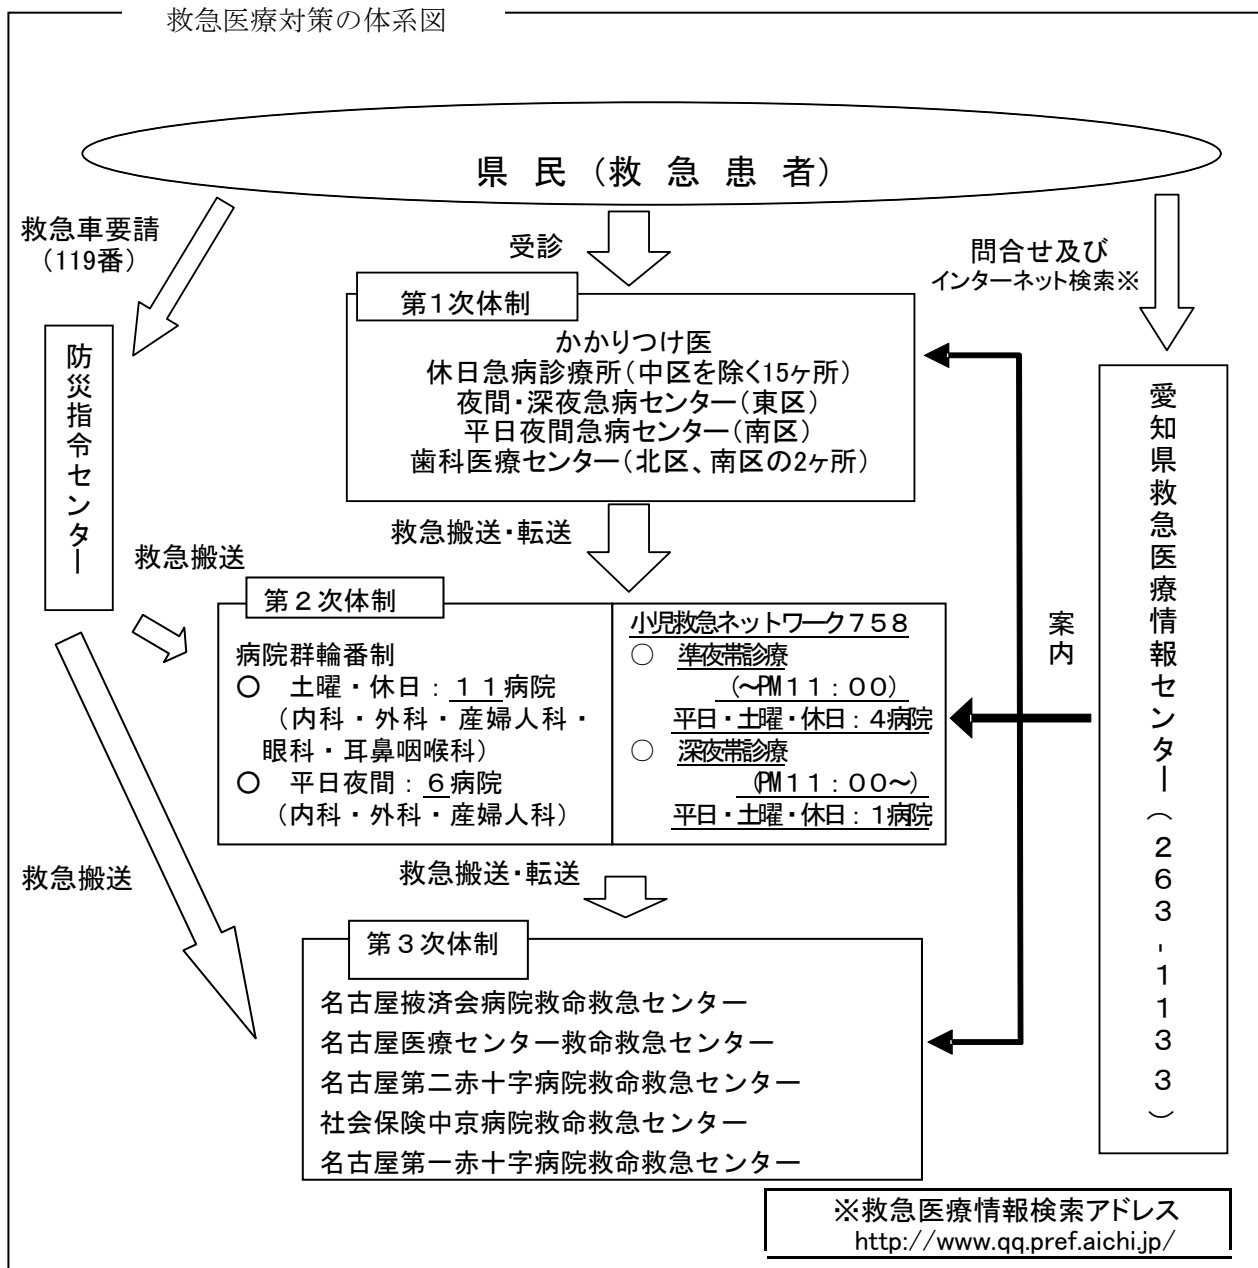 救急医療対策の体系図
県 民 （救 急 患 者）
救急車要請
（119番）
受診
問合せ及び
インターネット検索※
第１次体制
かかりつけ医
休日急病診療所（中区を除く15ヶ所）
夜間・深夜急病センター（東区）
平日夜間急病センター（南区）
歯科医療センター（北区、南区の2ヶ所）
防災指令センター
愛知県救急医療情報センター（２６３-１１３３）
救急搬送・転送
救急搬送
案内
第２次体制
病院群輪番制
○ 土曜・休日：１１病院
（内科・外科・産婦人科・
眼科・耳鼻咽喉科）
○ 平日夜間：６病院
（内科・外科・産婦人科）
小児救急ネットワーク７５８
○ 準夜帯診療
（～PM１１：００）
平日・土曜・休日：４病院
○ 深夜帯診療
（PM１１：００～）
平日・土曜・休日：１病院
救急搬送
救急搬送・転送
第３次体制
名古屋掖済会病院救命救急センター
名古屋医療センター救命救急センター
名古屋第二赤十字病院救命救急センター
社会保険中京病院救命救急センター
名古屋第一赤十字病院救命救急センター
※救急医療情報検索アドレス
http://www.qq.pref.aichi.jp/